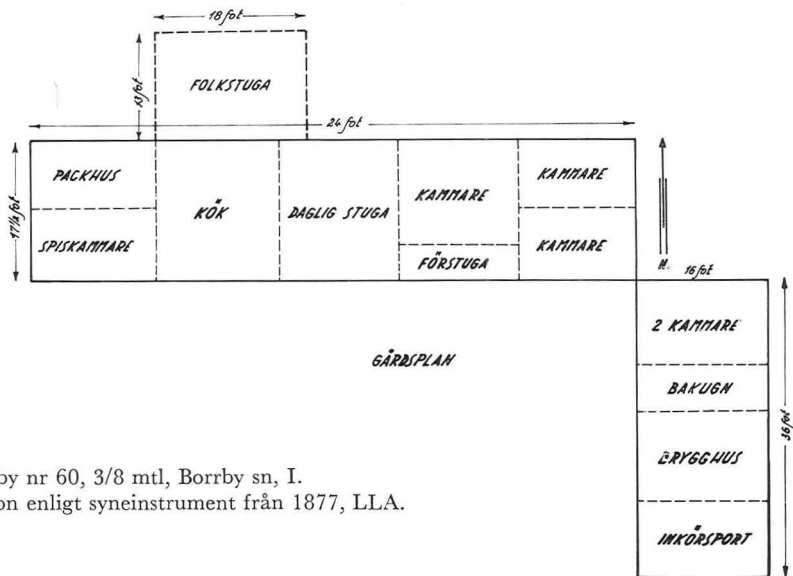 18 fot
13 fot
FOLKSTUGA
24 fot
17¼ fot
PACKHUS
KÖK
DAGLIG STUGA
KAMMARE
KAMMARE
SPISKAMMARE
FÖRSTUGA
KAMMARE
N.
16 fot
2 KAMMARE
GÅRDSPLAN
BAKUGN
36 fot
BRYGGHUS
INKÖRSPORT
by nr 60, 3/8 mtl, Borrby sn, I.
on enligt syneinstrument från 1877, LLA.